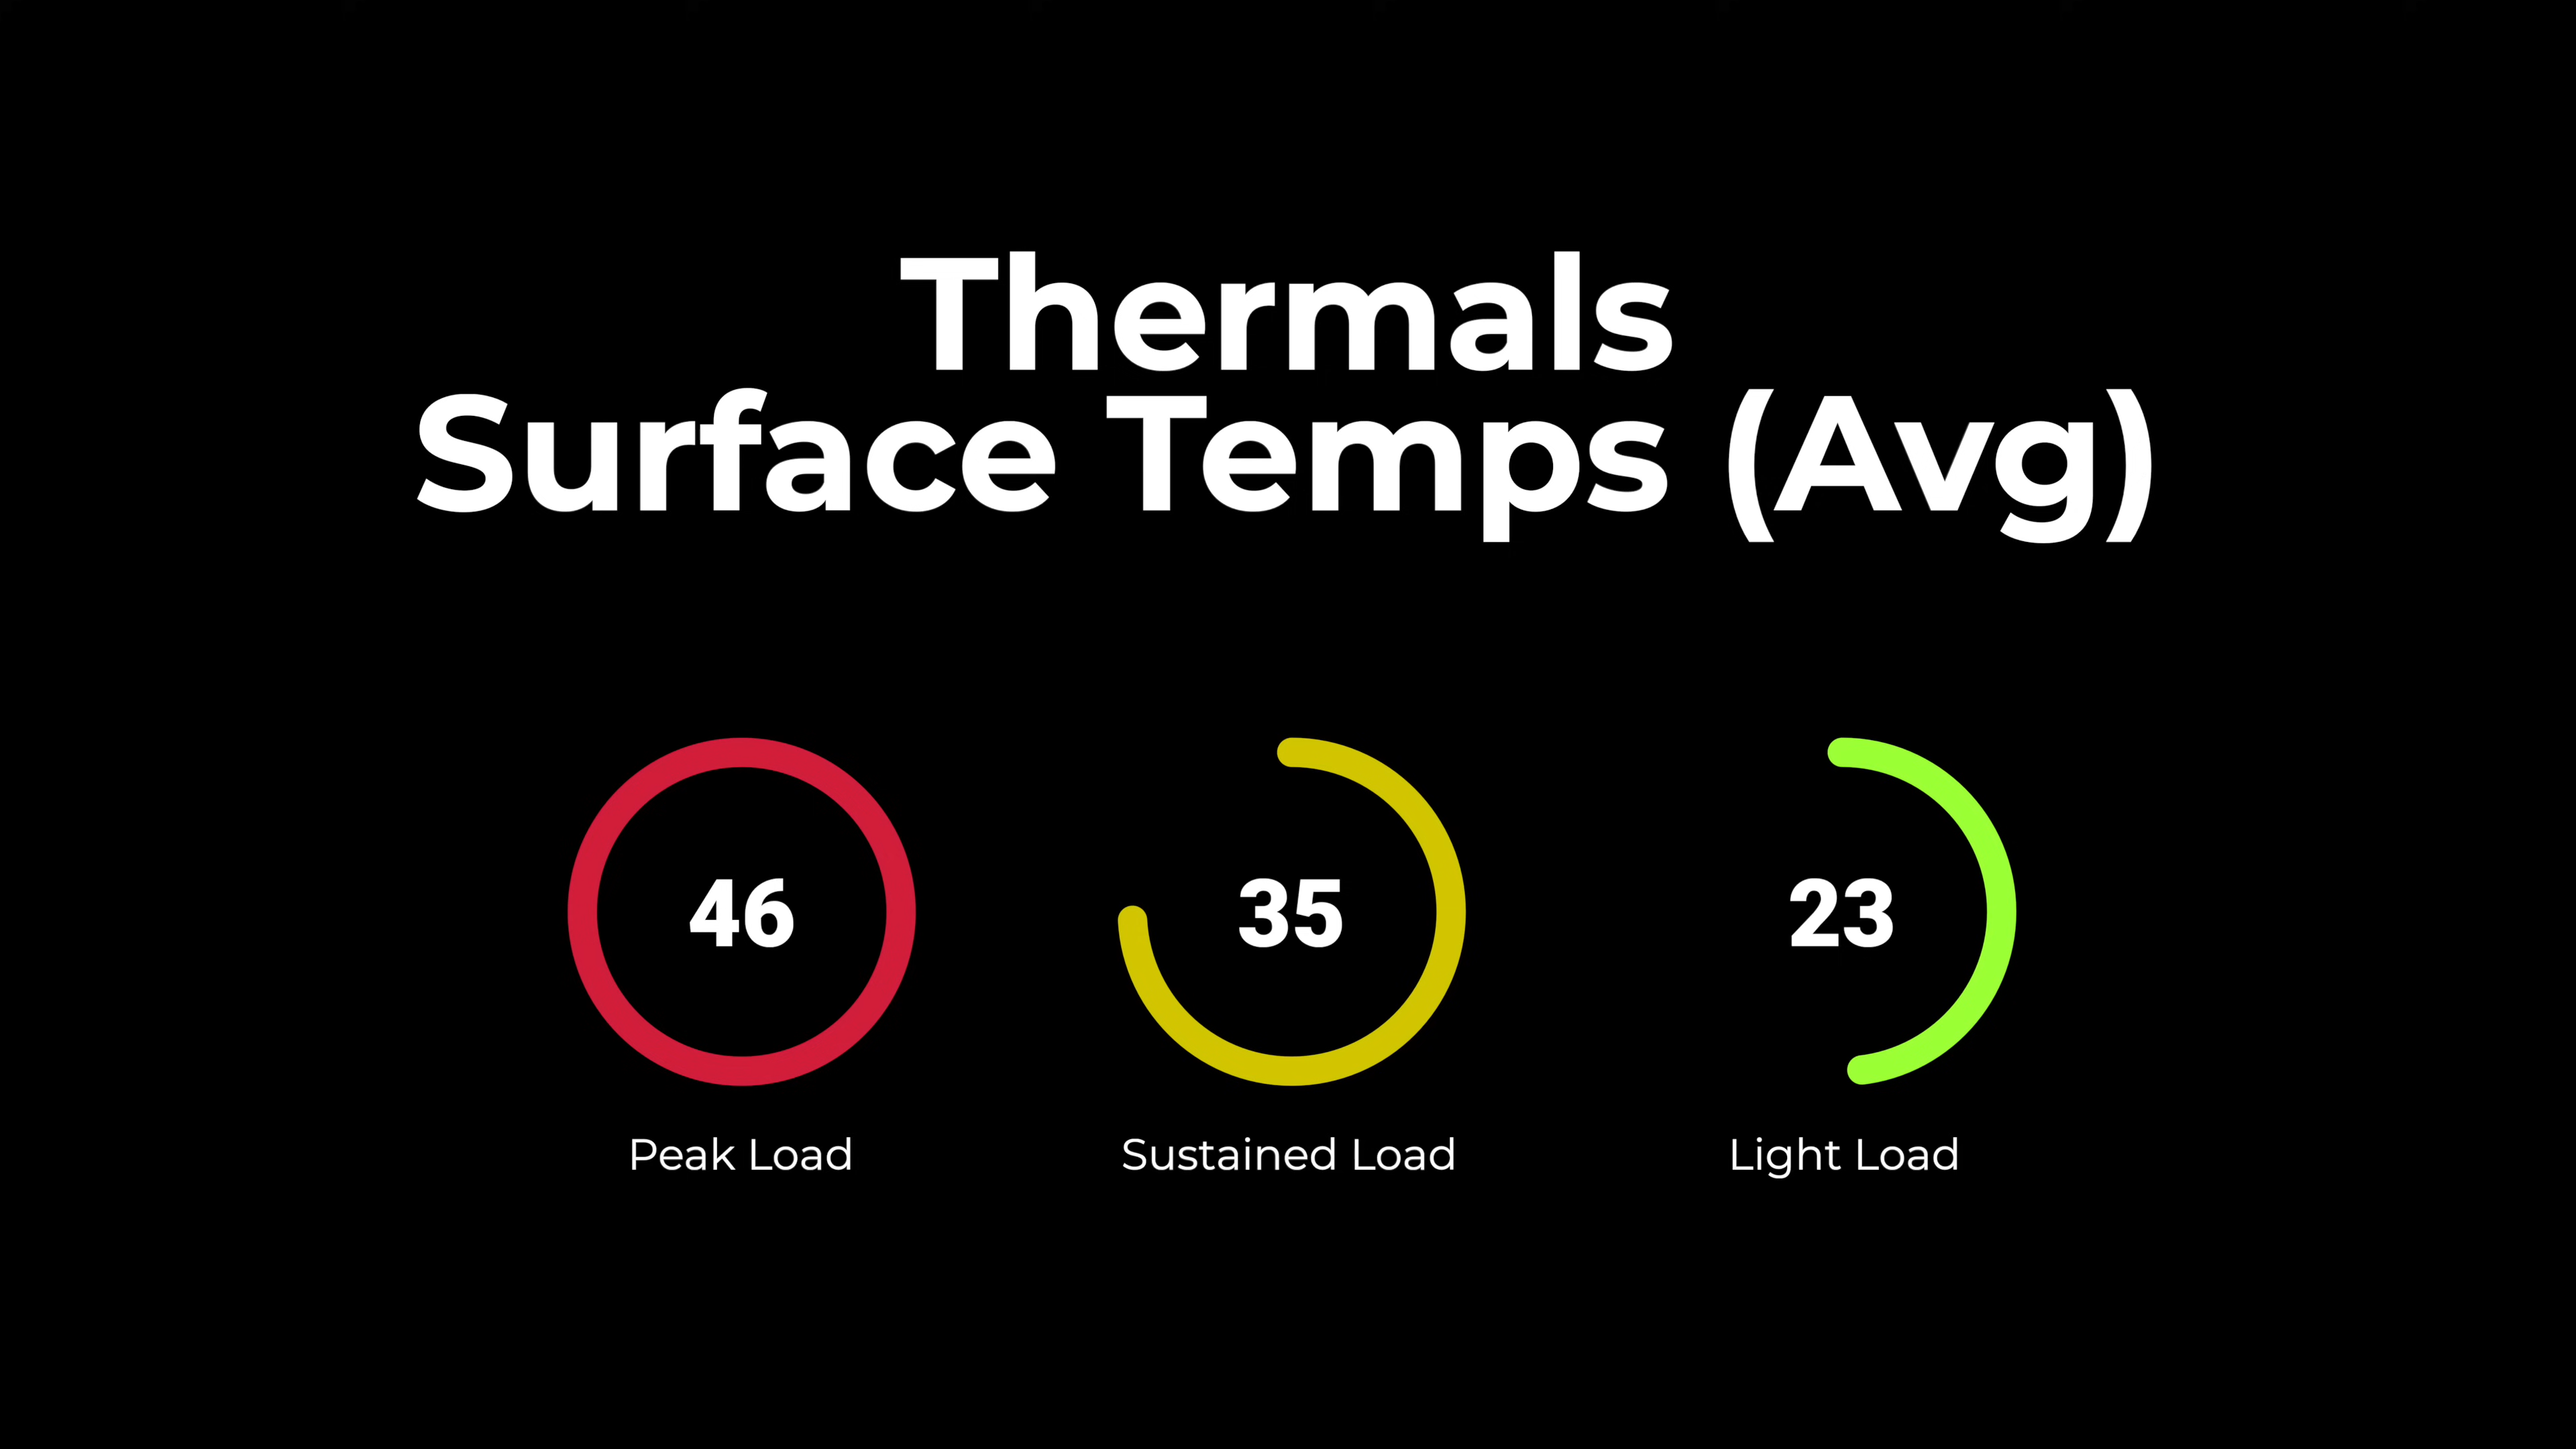 Thermals
Surface Temps (Avg)
46
35
23
Peak Load
Sustained Load
Light Load